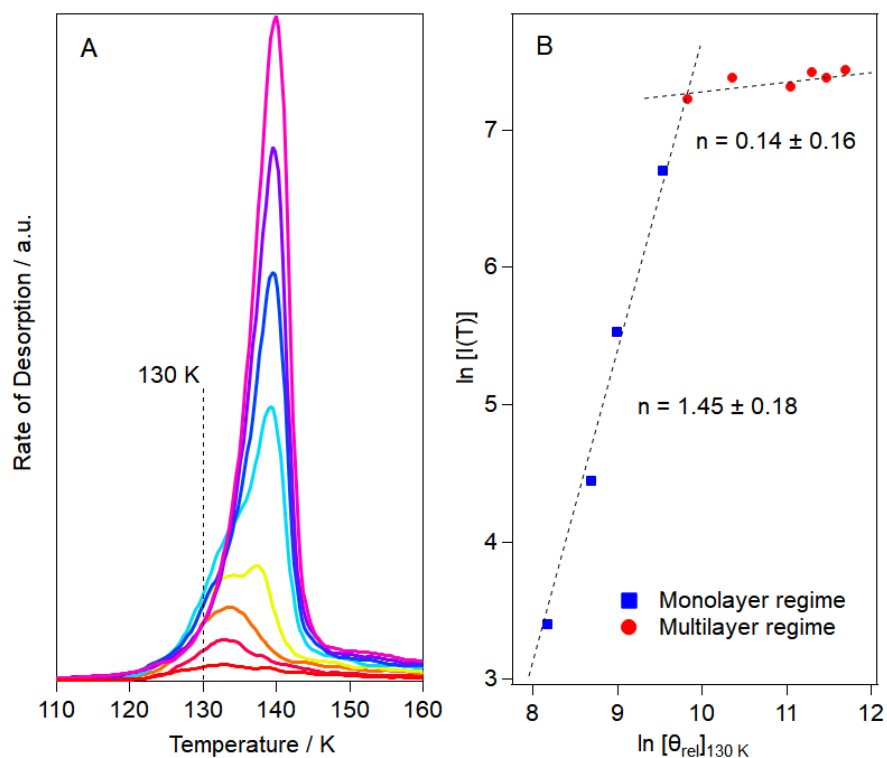 A
130 K
Rate of Desorption / a.u.
110 120 130 140 150 160
Temperature / K
B
7
6
5
4
3
ln [I(T)]
n = 0.14 ± 0.16
n = 1.45 ± 0.18
Monolayer regime
Multilayer regime
8 9 10 11 12
ln [θrel]130 K